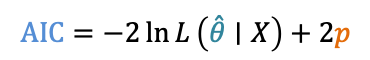 AIC = −2 ln L (θ̂ | X) + 2p